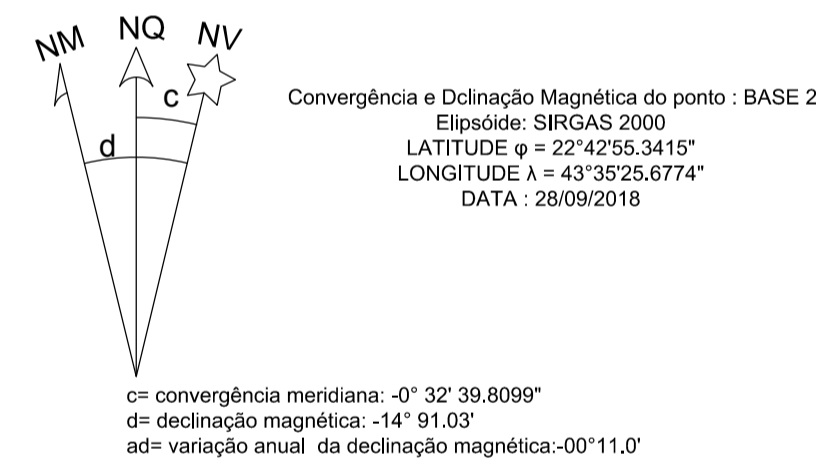 NM NQ NV
c
d
Convergência e Dclinação Magnética do ponto : BASE 2
Elipsóide: SIRGAS 2000
LATITUDE φ = 22°42'55.3415"
LONGITUDE λ = 43°35'25.6774"
DATA : 28/09/2018
c= convergência meridiana: -0° 32' 39.8099"
d= declinação magnética: -14° 91.03'
ad= variação anual da declinação magnética:-00°11.0'